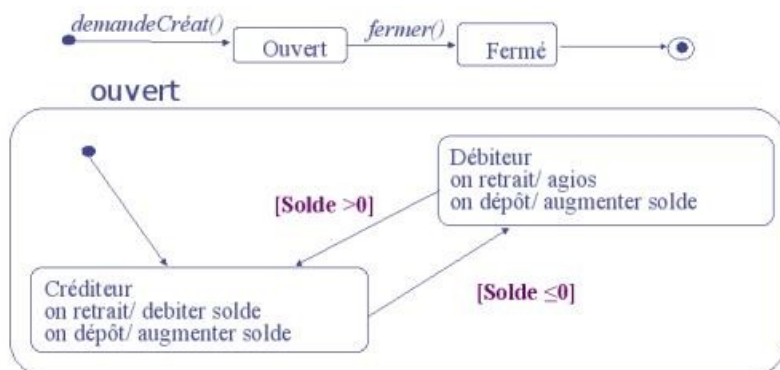 demandeCréat()
Ouvert
fermer()
Fermé
ouvert
Débiteur
on retrait/ agios
on dépôt/ augmenter solde
[Solde >0]
Créditeur
on retrait/ debiter solde
on dépôt/ augmenter solde
[Solde ≤0]